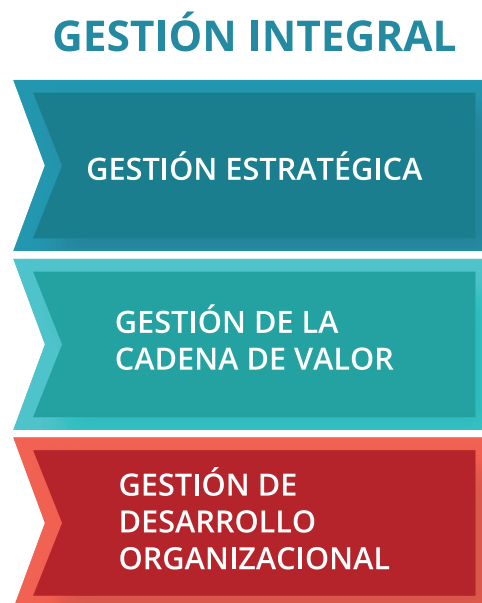 GESTIÓN INTEGRAL
GESTIÓN ESTRATÉGICA
GESTIÓN DE LA
CADENA DE VALOR
GESTIÓN DE
DESARROLLO
ORGANIZACIONAL